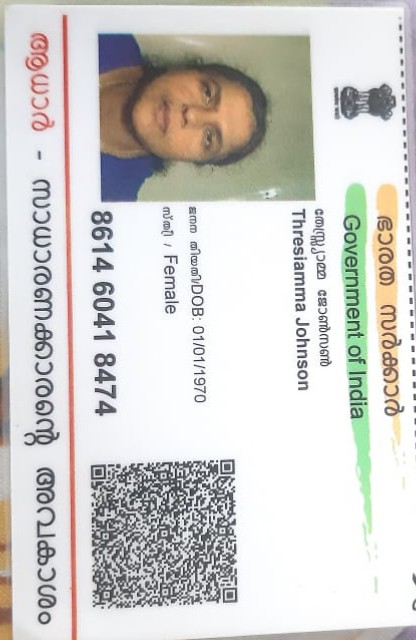 ഭാരത സർക്കാർ
Government of India
ത്രേസ്യാമ്മ ജോൺസൺ
Thresiamma Johnson
ജനന തീയതി/DOB: 01/01/1970
സ്ത്രീ / Female
8614 6041 8474
ആധാർ - സാധാരണക്കാരന്റെ അവകാശം